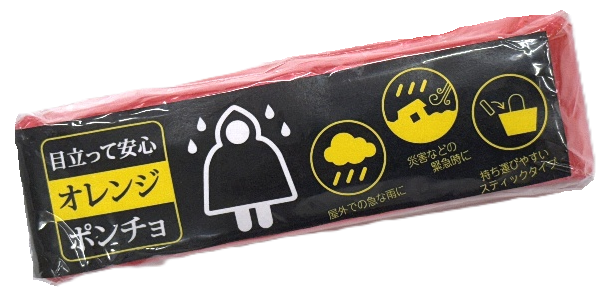 目立って安心
オレンジ
ポンチョ
屋外での急な雨に
災害などの
緊急時に
持ち運びやすい
スティックタイプ